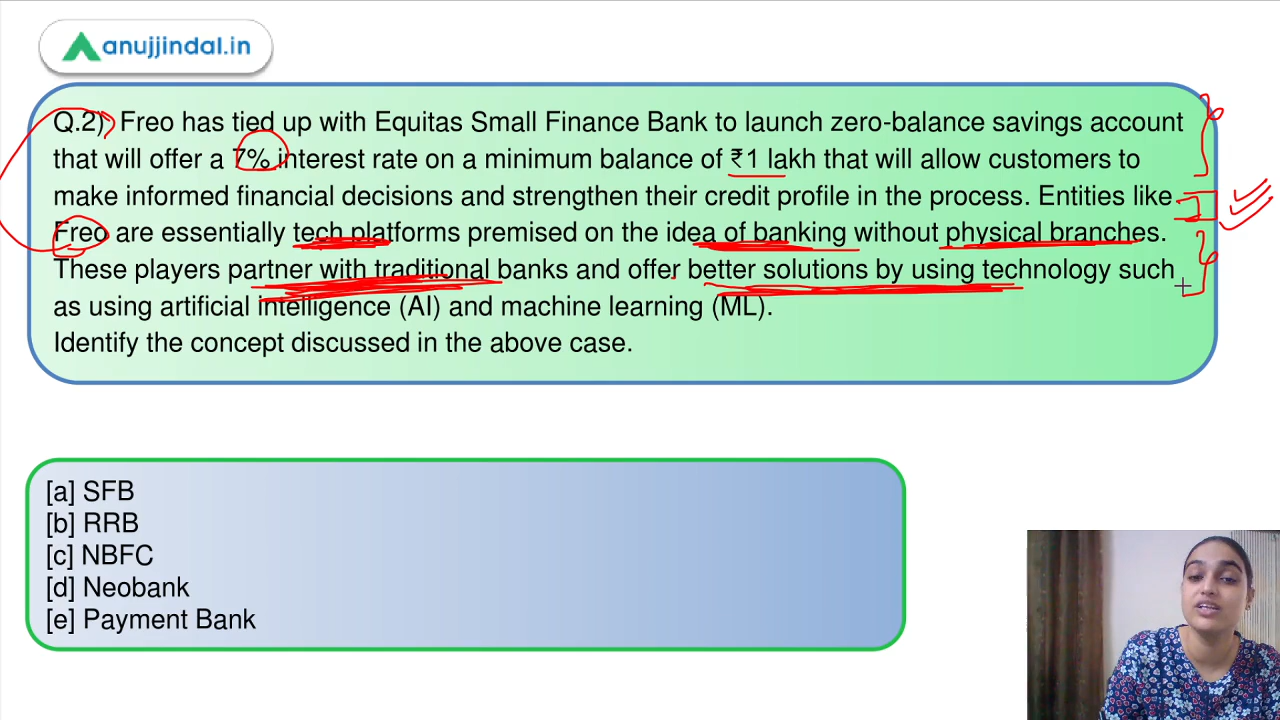 anujjindal.in
Q.2) Freo has tied up with Equitas Small Finance Bank to launch zero-balance savings account
that will offer a 7% interest rate on a minimum balance of ₹1 lakh that will allow customers to
make informed financial decisions and strengthen their credit profile in the process. Entities like
Freo are essentially tech platforms premised on the idea of banking without physical branches.
These players partner with traditional banks and offer better solutions by using technology such
as using artificial intelligence (AI) and machine learning (ML).
Identify the concept discussed in the above case.
[a] SFB
[b] RRB
[c] NBFC
[d] Neobank
[e] Payment Bank